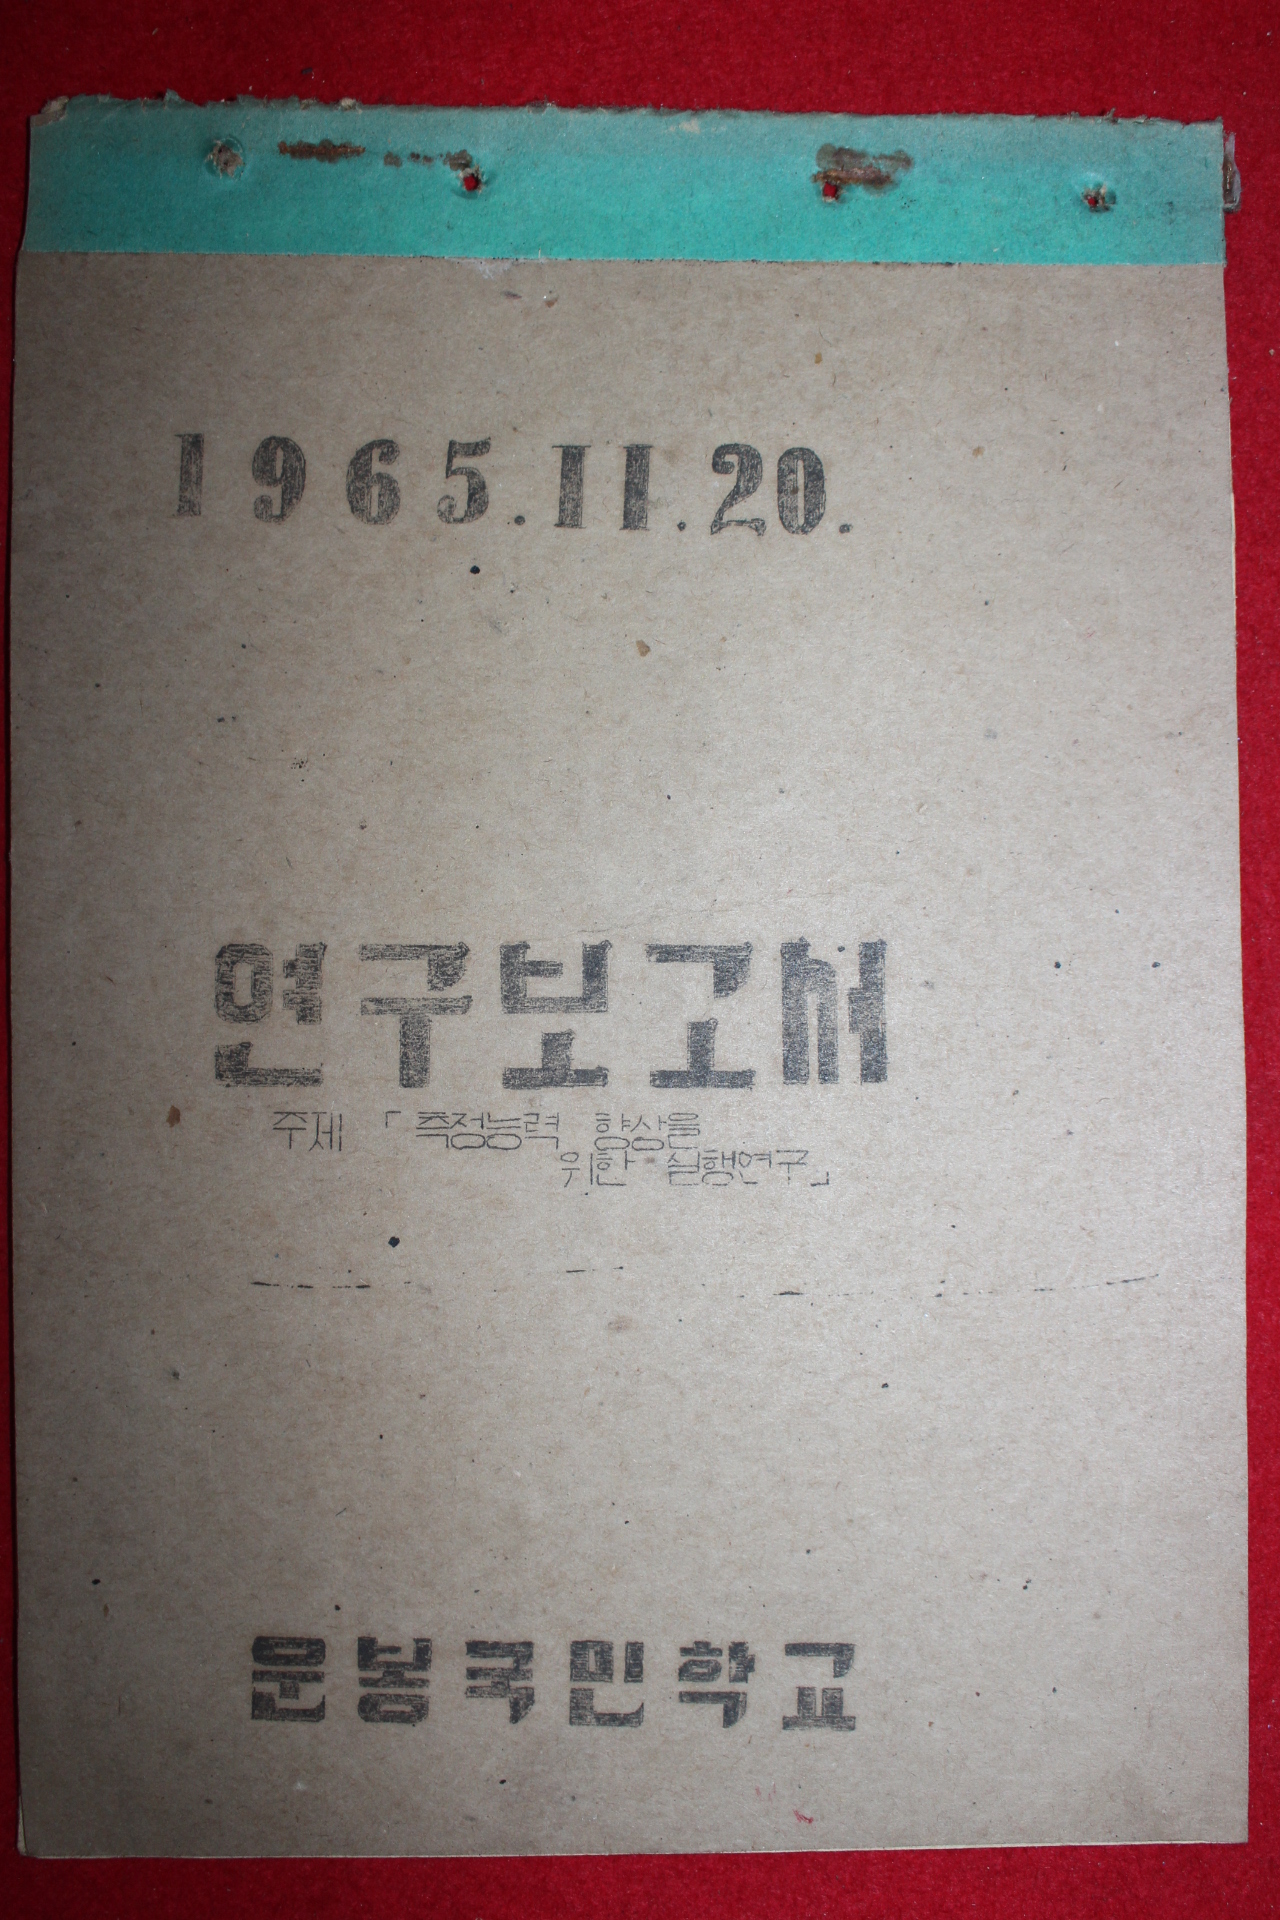 1965.11.20.
연구보고서
주제 「측정능력 향상을
위한 실행연구」
운봉국민학교